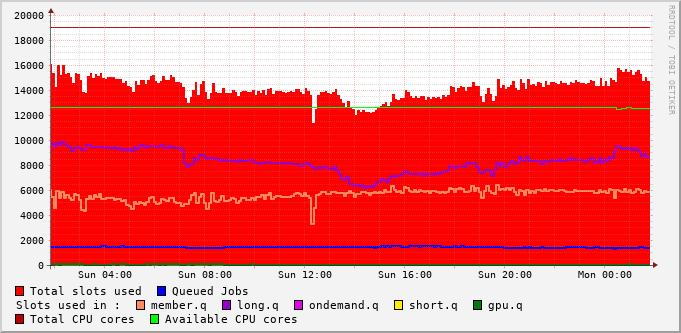 RRDTOOL / TOBI OETIKER
20000
18000
16000
14000
12000
10000
8000
6000
4000
2000
0
Sun 04:00 Sun 08:00 Sun 12:00 Sun 16:00 Sun 20:00 Mon 00:00
Total slots used Queued Jobs
Slots used in : member.q long.q ondemand.q short.q gpu.q
Total CPU cores Available CPU cores